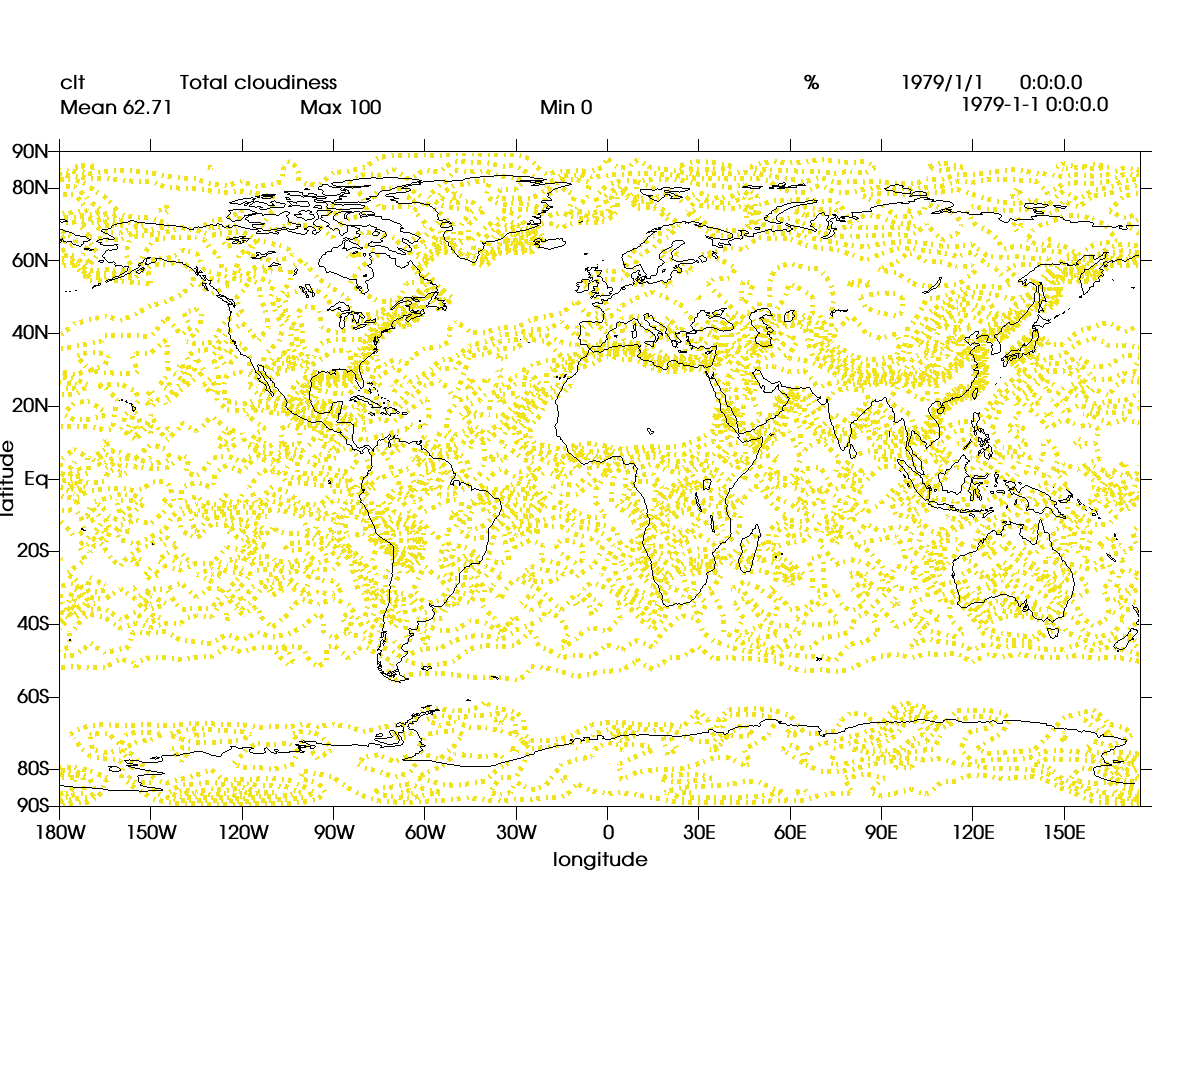 clt Total cloudiness % 1979/1/1 0:0:0.0
Mean 62.71 Max 100 Min 0 1979-1-1 0:0:0.0
90N
80N
60N
40N
20N
Eq
20S
40S
60S
80S
90S
latitude
180W 150W 120W 90W 60W 30W 0 30E 60E 90E 120E 150E
longitude